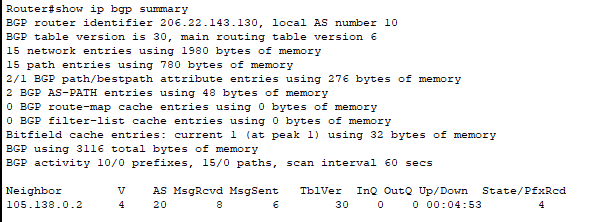 Router#show ip bgp summary
BGP router identifier 206.22.143.130, local AS number 10
BGP table version is 30, main routing table version 6
15 network entries using 1980 bytes of memory
15 path entries using 780 bytes of memory
2/1 BGP path/bestpath attribute entries using 276 bytes of memory
2 BGP AS-PATH entries using 48 bytes of memory
0 BGP route-map cache entries using 0 bytes of memory
0 BGP filter-list cache entries using 0 bytes of memory
Bitfield cache entries: current 1 (at peak 1) using 32 bytes of memory
BGP using 3116 total bytes of memory
BGP activity 10/0 prefixes, 15/0 paths, scan interval 60 secs
Neighbor V AS MsgRcvd MsgSent TblVer InQ OutQ Up/Down State/PfxRcd
105.138.0.2 4 20 8 6 30 0 0 00:04:53 4